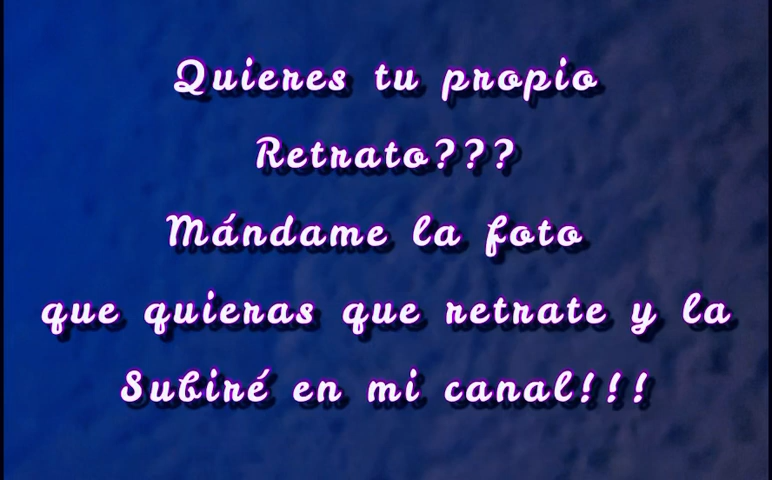 Quieres tu propio
Retrato???
Mándame la foto
que quieras que retrate y la
Subiré en mi canal!!!